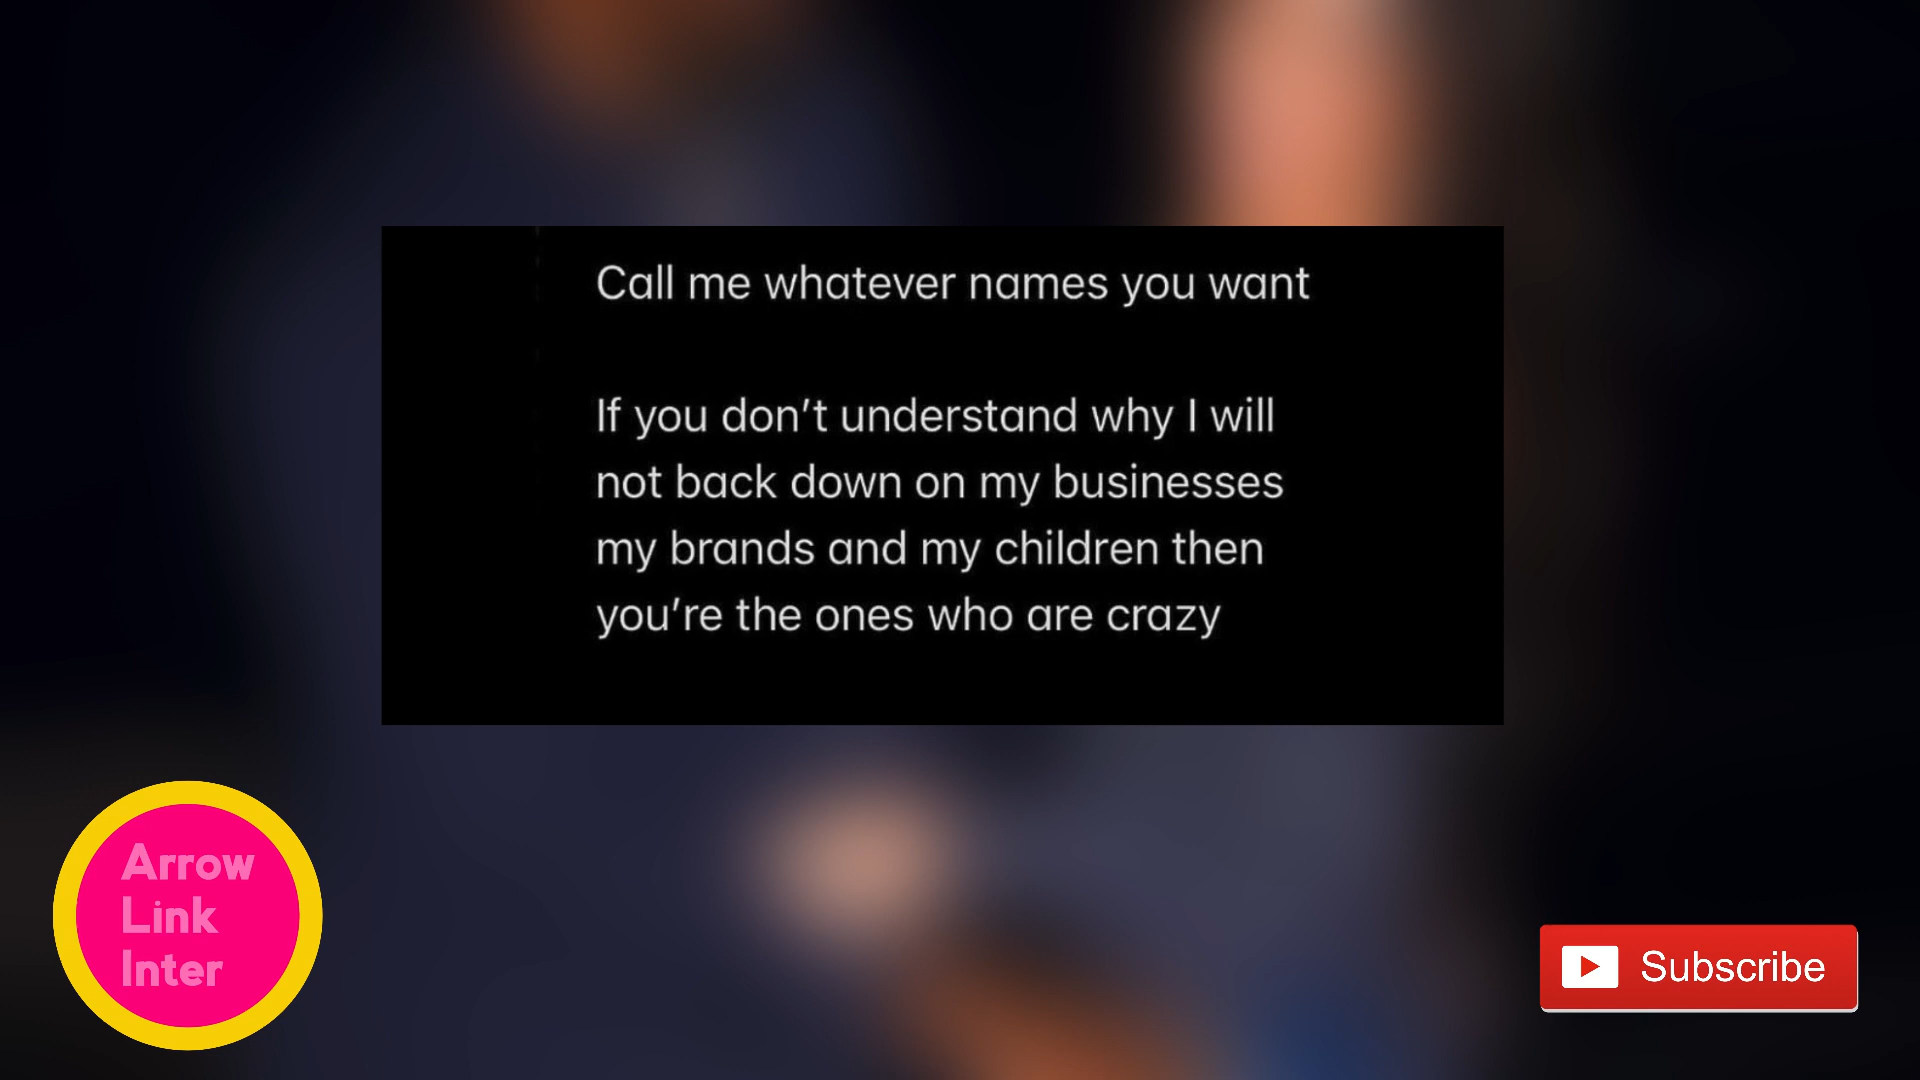 Call me whatever names you want
If you don't understand why I will
not back down on my businesses
my brands and my children then
you're the ones who are crazy
Arrow
Link
Inter
Subscribe